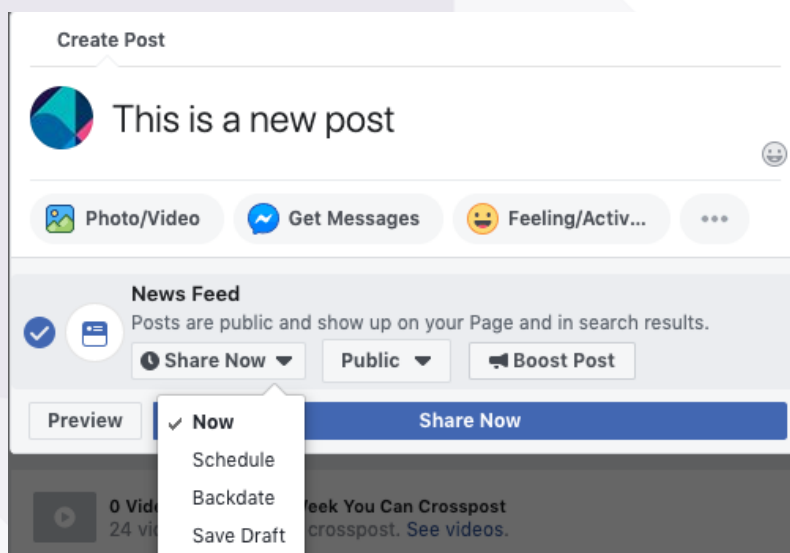 Create Post
This is a new post
Photo/Video Get Messages Feeling/Activ... •••
News Feed
Posts are public and show up on your Page and in search results.
Share Now Public Boost Post
Preview Share Now
Now
Schedule
Backdate
Save Draft
0 Vide eek You Can Crosspost
24 vi crosspost. See videos.